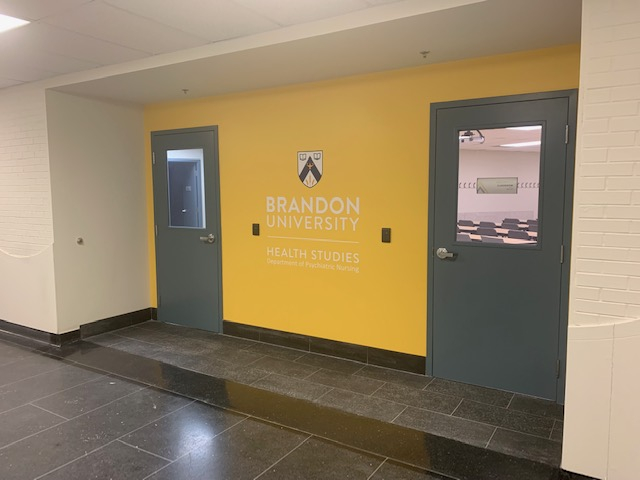 BRANDON
UNIVERSITY
HEALTH STUDIES
Department of Psychiatric Nursing